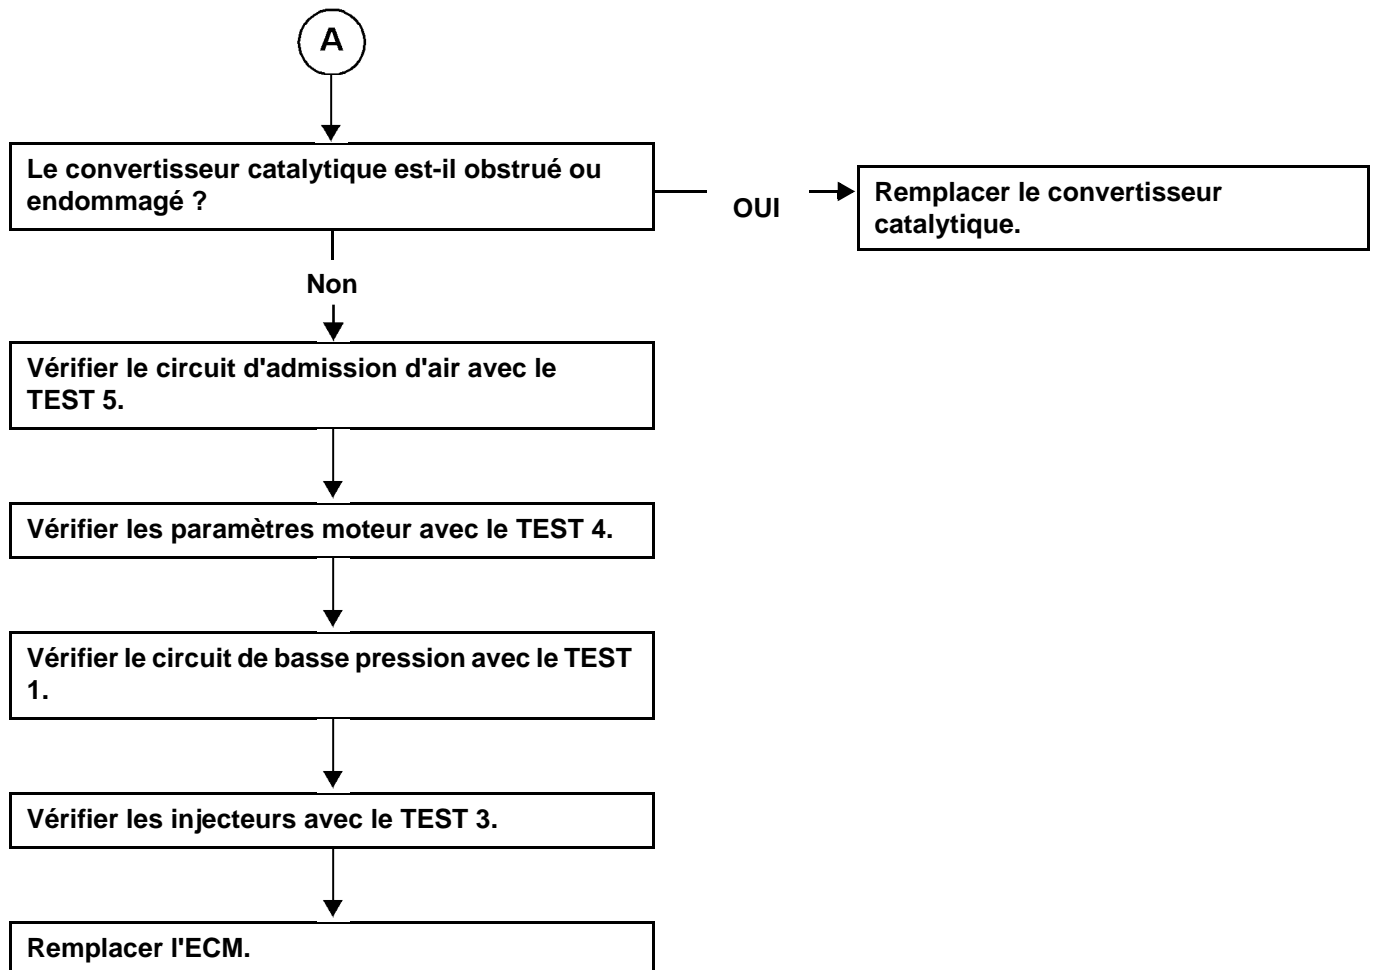 A
Le convertisseur catalytique est-il obstrué ou
endommagé ?
OUI
Remplacer le convertisseur
catalytique.
Non
Vérifier le circuit d'admission d'air avec le
TEST 5.
Vérifier les paramètres moteur avec le TEST 4.
Vérifier le circuit de basse pression avec le TEST
1.
Vérifier les injecteurs avec le TEST 3.
Remplacer l'ECM.